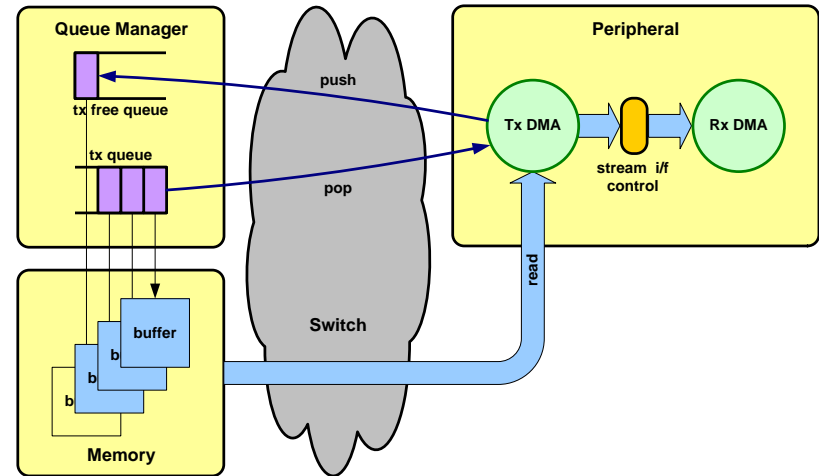 Queue Manager
tx free queue
tx queue
push
pop
Switch
Peripheral
Tx DMA
Rx DMA
stream i/f
control
read
buffer
b
b
b
Memory